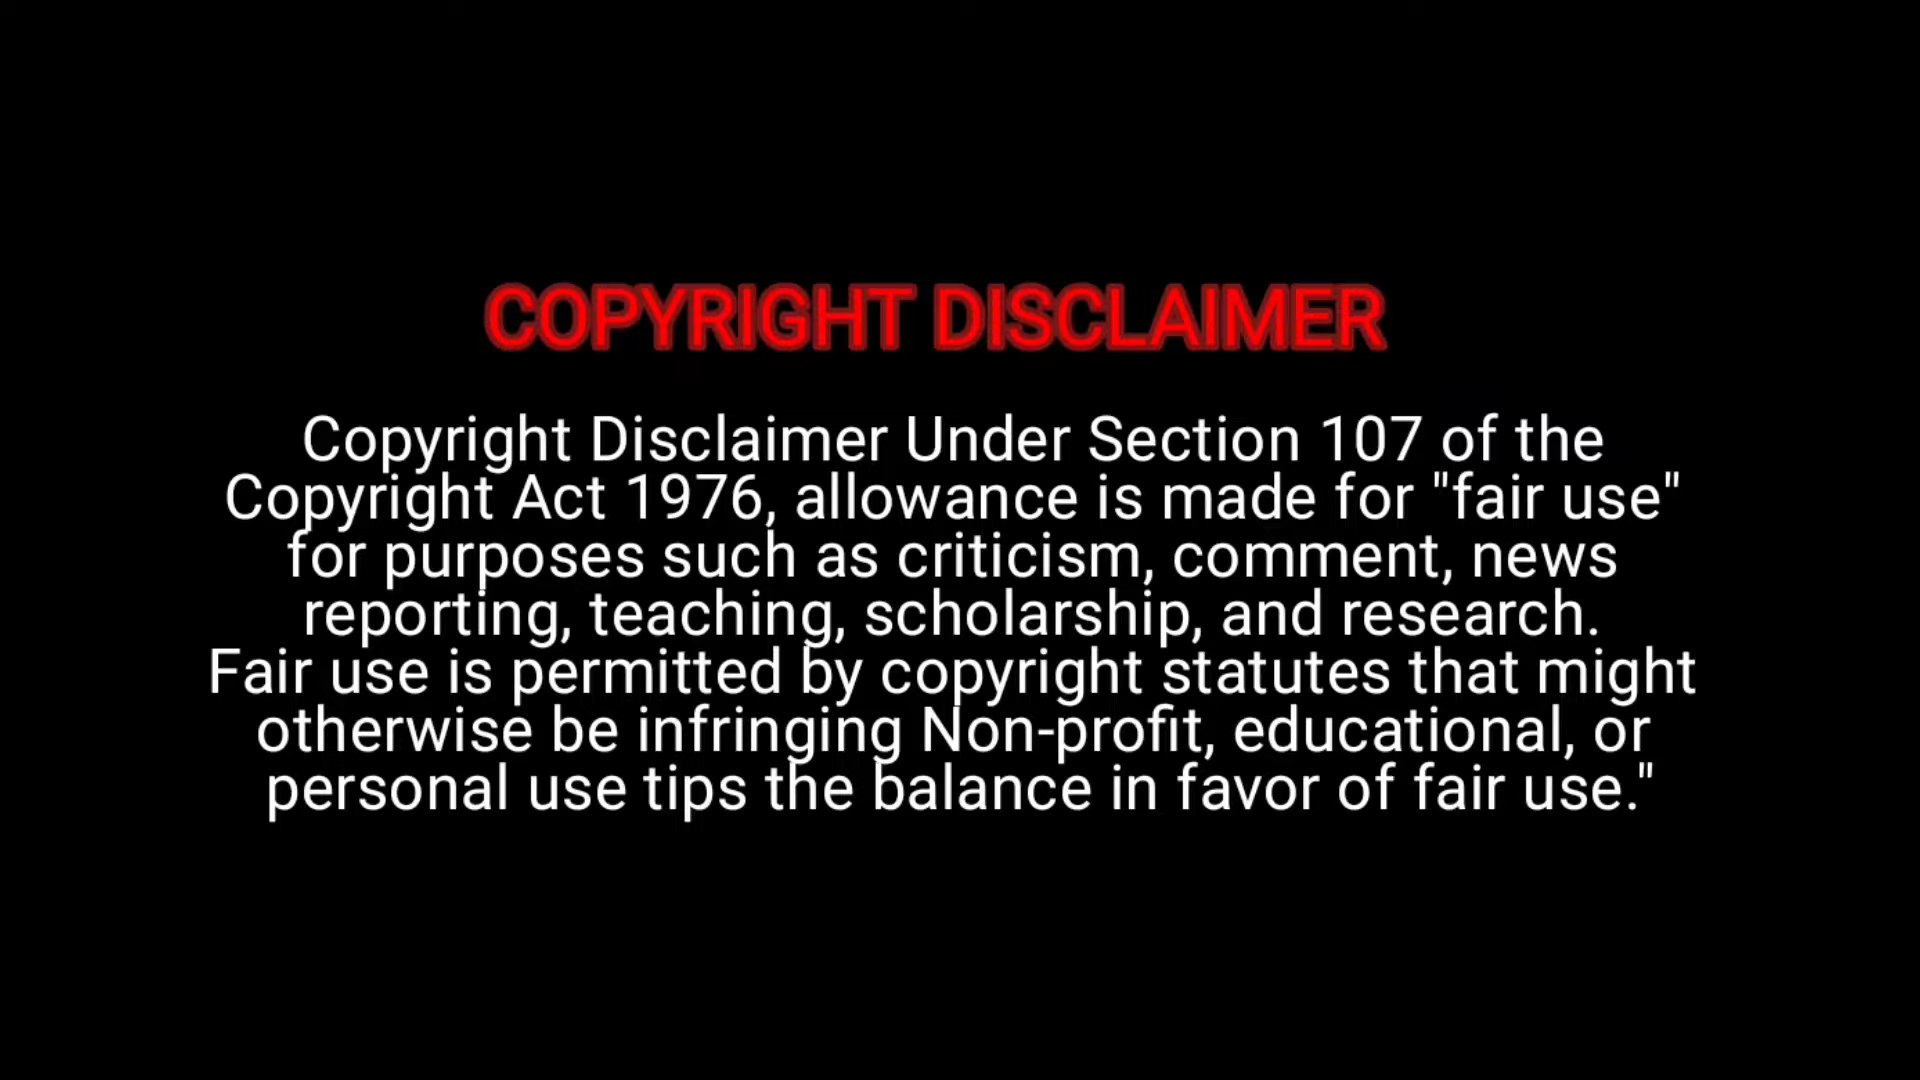 COPYRIGHT DISCLAIMER
Copyright Disclaimer Under Section 107 of the
Copyright Act 1976, allowance is made for "fair use"
for purposes such as criticism, comment, news
reporting, teaching, scholarship, and research.
Fair use is permitted by copyright statutes that might
otherwise be infringing Non-profit, educational, or
personal use tips the balance in favor of fair use."